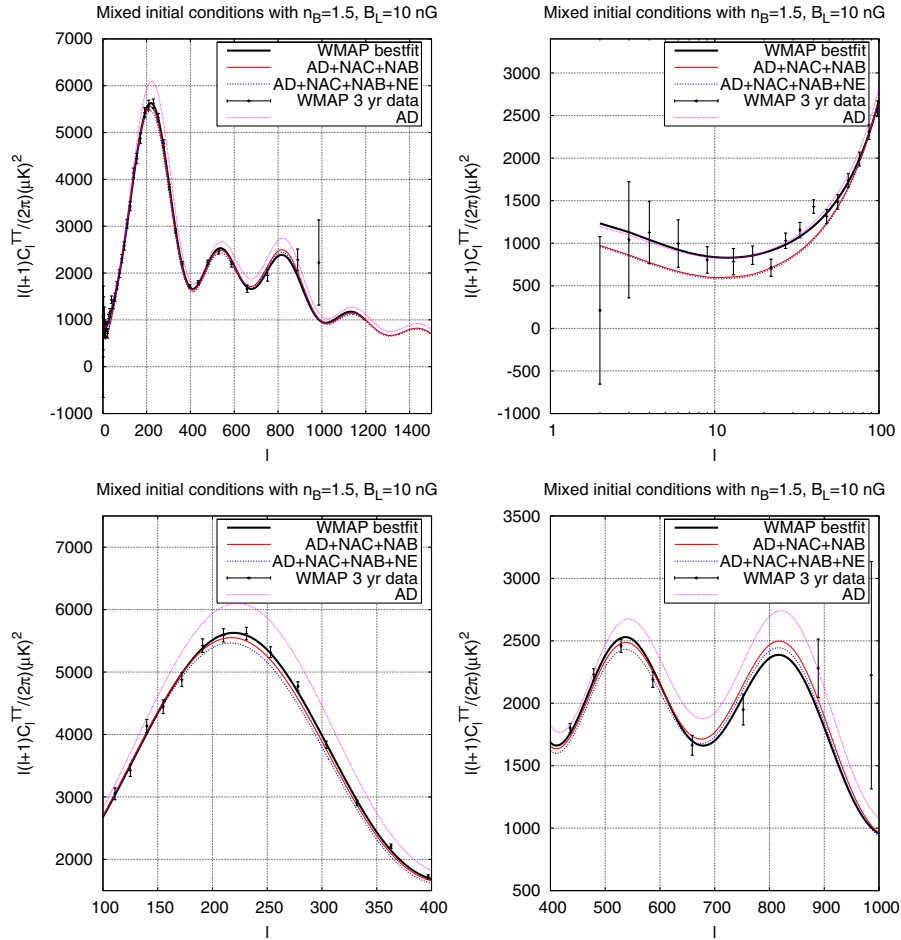 Mixed initial conditions with n_B=1.5, B_L=10 nG
7000
6000
5000
4000
3000
2000
1000
0
-1000
l(l+1)C_l^TT/(2π)(μK)^2
WMAP bestfit
AD+NAC+NAB
AD+NAC+NAB+NE
WMAP 3 yr data
AD
0 200 400 600 800 1000 1200 1400
l
Mixed initial conditions with n_B=1.5, B_L=10 nG
3000
2500
2000
1500
1000
500
0
-500
-1000
l(l+1)C_l^TT/(2π)(μK)^2
WMAP bestfit
AD+NAC+NAB
AD+NAC+NAB+NE
WMAP 3 yr data
AD
1 10 100
l
Mixed initial conditions with n_B=1.5, B_L=10 nG
7000
6000
5000
4000
3000
2000
l(l+1)C_l^TT/(2π)(μK)^2
WMAP bestfit
AD+NAC+NAB
AD+NAC+NAB+NE
WMAP 3 yr data
AD
100 150 200 250 300 350 400
l
Mixed initial conditions with n_B=1.5, B_L=10 nG
3500
3000
2500
2000
1500
1000
500
l(l+1)C_l^TT/(2π)(μK)^2
WMAP bestfit
AD+NAC+NAB
AD+NAC+NAB+NE
WMAP 3 yr data
AD
400 500 600 700 800 900 1000
l